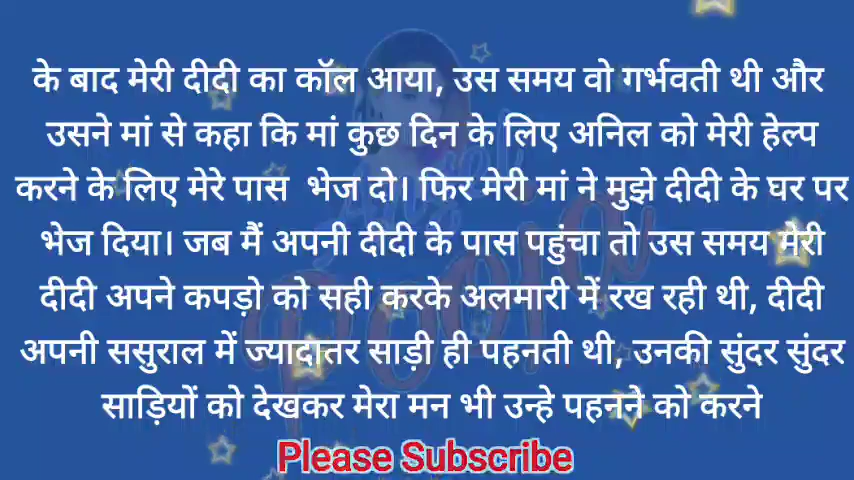 के बाद मेरी दीदी का कॉल आया, उस समय वो गर्भवती थी और
उसने मां से कहा कि मां कुछ दिन के लिए अनिल को मेरी हेल्प
करने के लिए मेरे पास भेज दो। फिर मेरी मां ने मुझे दीदी के घर पर
भेज दिया। जब मैं अपनी दीदी के पास पहुंचा तो उस समय मेरी
दीदी अपने कपड़ो को सही करके अलमारी में रख रही थी, दीदी
अपनी ससुराल में ज्यादातर साड़ी ही पहनती थी, उनकी सुंदर सुंदर
साड़ियों को देखकर मेरा मन भी उन्हे पहनने को करने
Please Subscribe